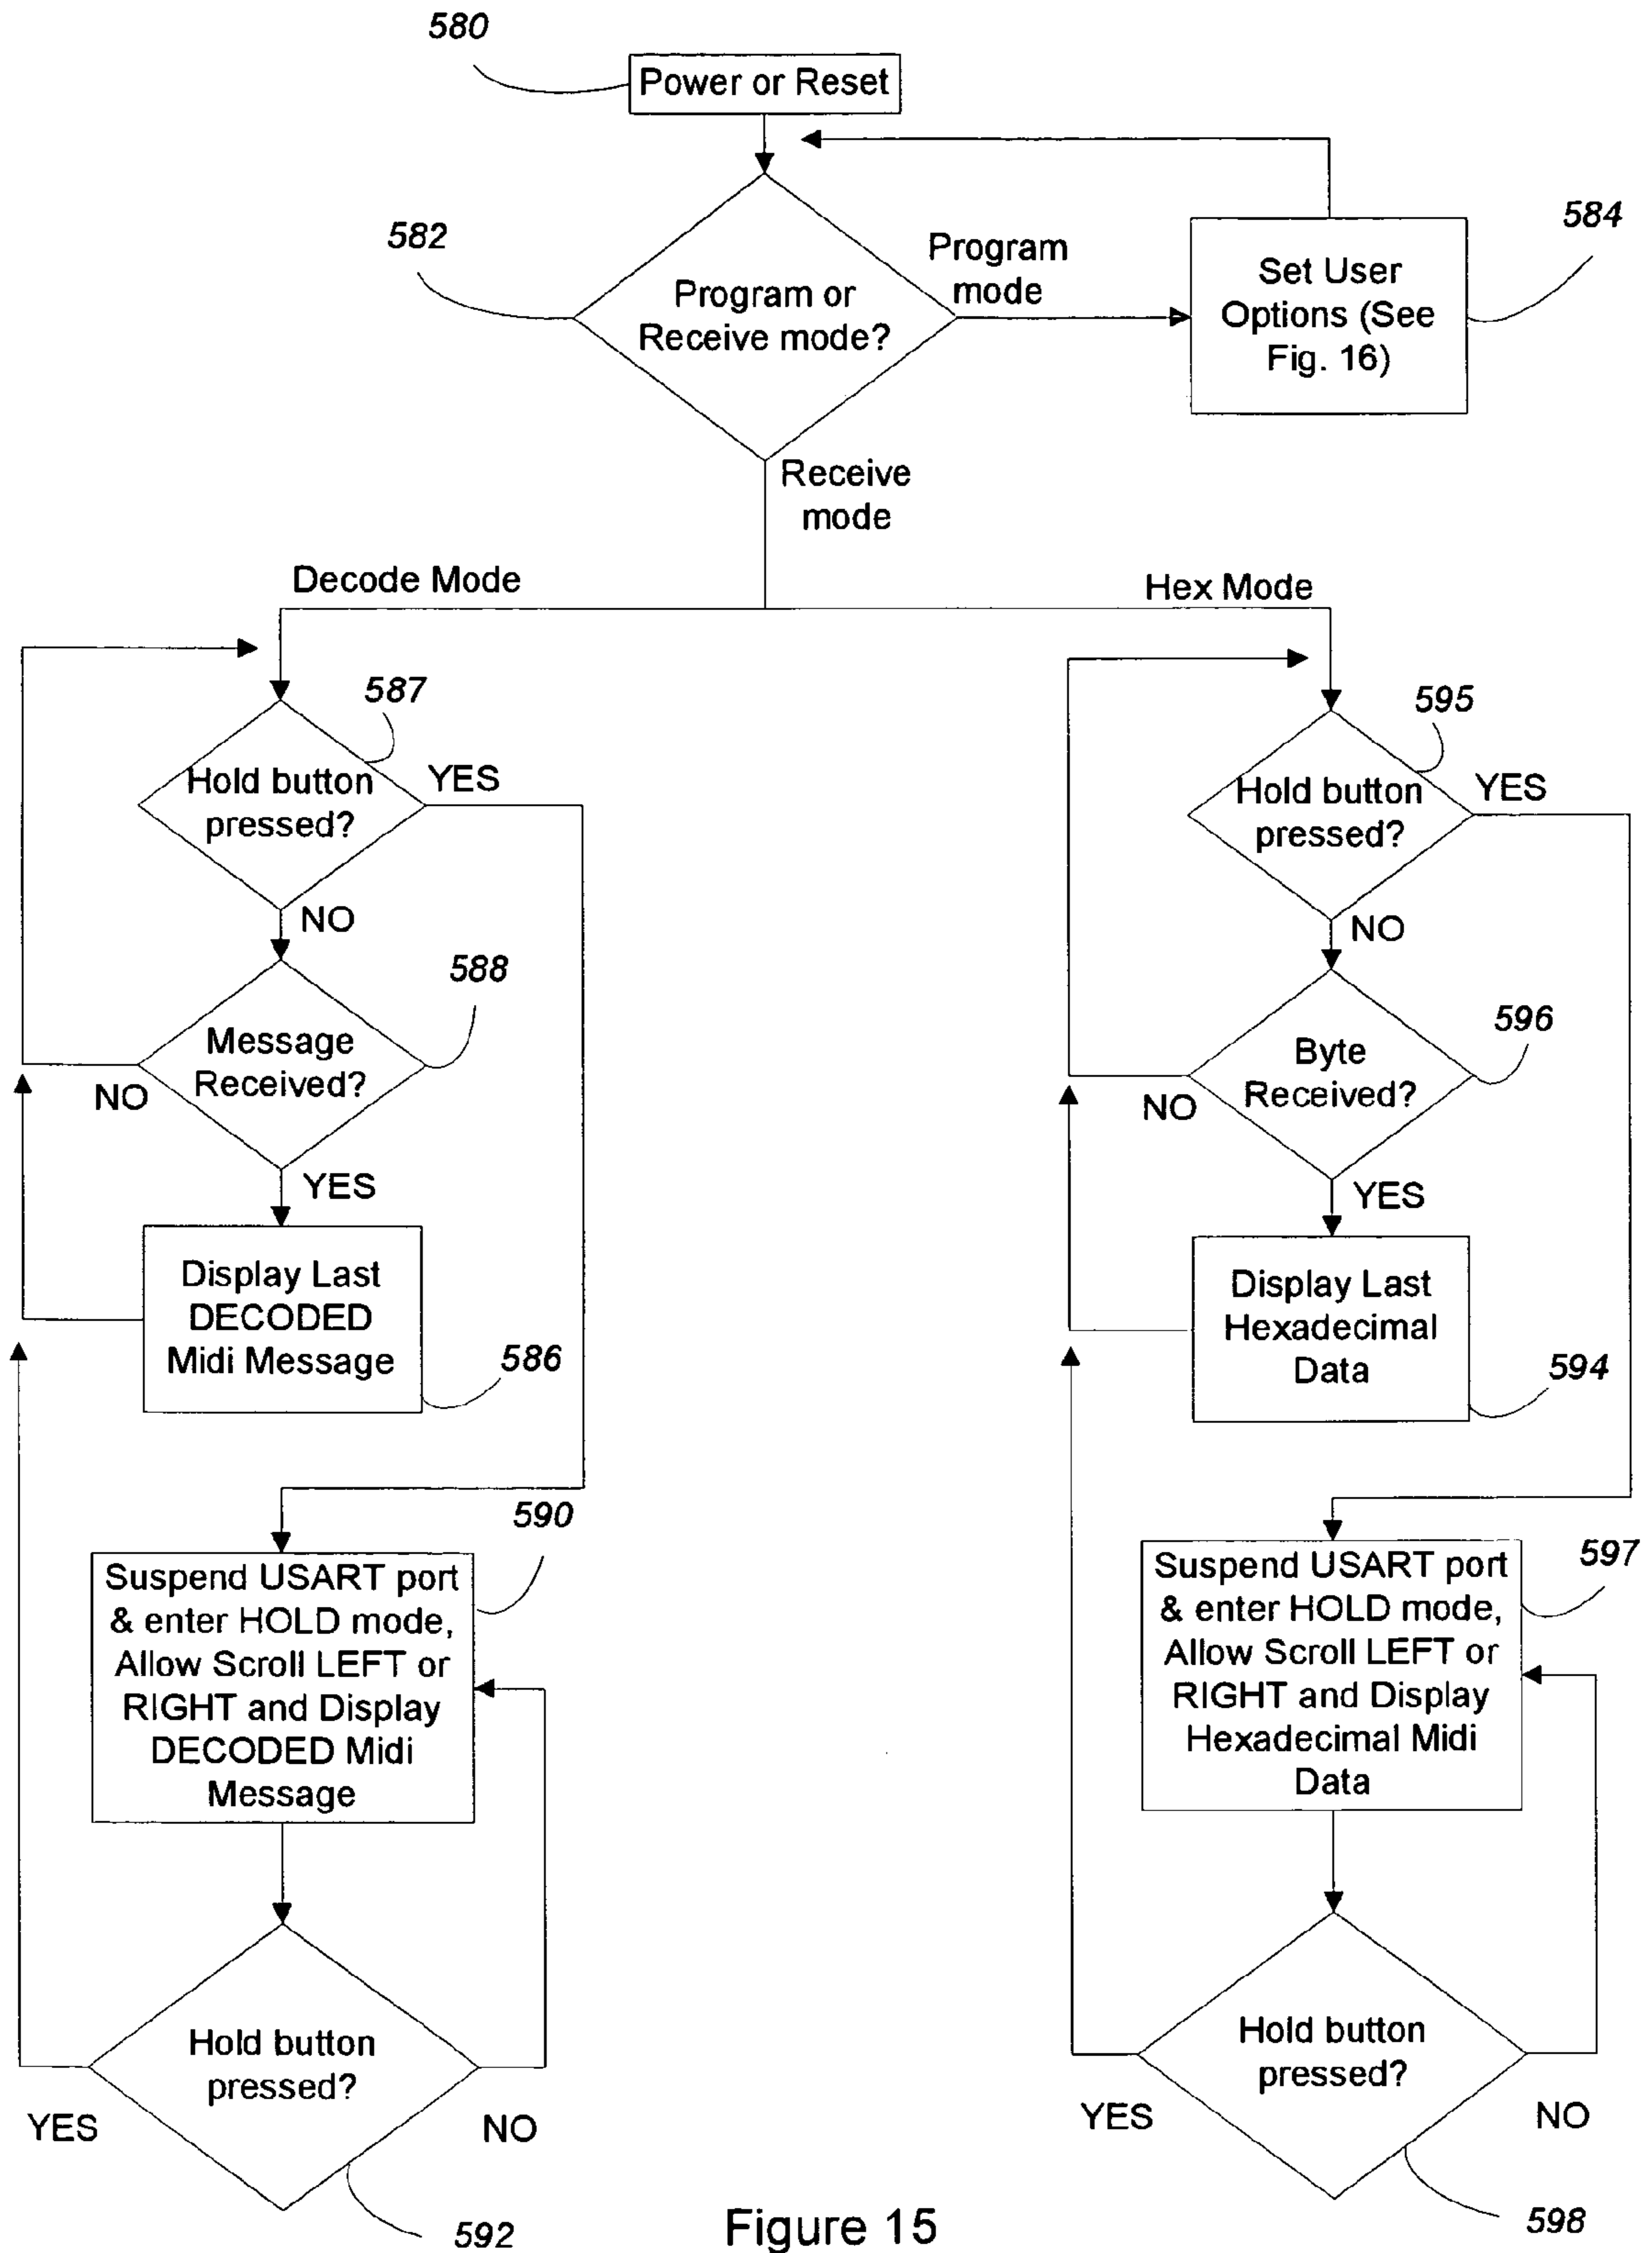 580
Power or Reset
582
Program or
Receive mode?
Program
mode
584
Set User
Options (See
Fig. 16)
Receive
mode
Decode Mode
Hex Mode
587
Hold button
pressed?
YES
NO
588
Message
Received?
NO
YES
Display Last
DECODED
Midi Message
586
590
Suspend USART port
& enter HOLD mode,
Allow Scroll LEFT or
RIGHT and Display
DECODED Midi
Message
Hold button
pressed?
YES
NO
592
595
Hold button
pressed?
YES
NO
596
Byte
Received?
NO
YES
Display Last
Hexadecimal
Data
594
597
Suspend USART port
& enter HOLD mode,
Allow Scroll LEFT or
RIGHT and Display
Hexadecimal Midi
Data
Hold button
pressed?
YES
NO
598
Figure 15